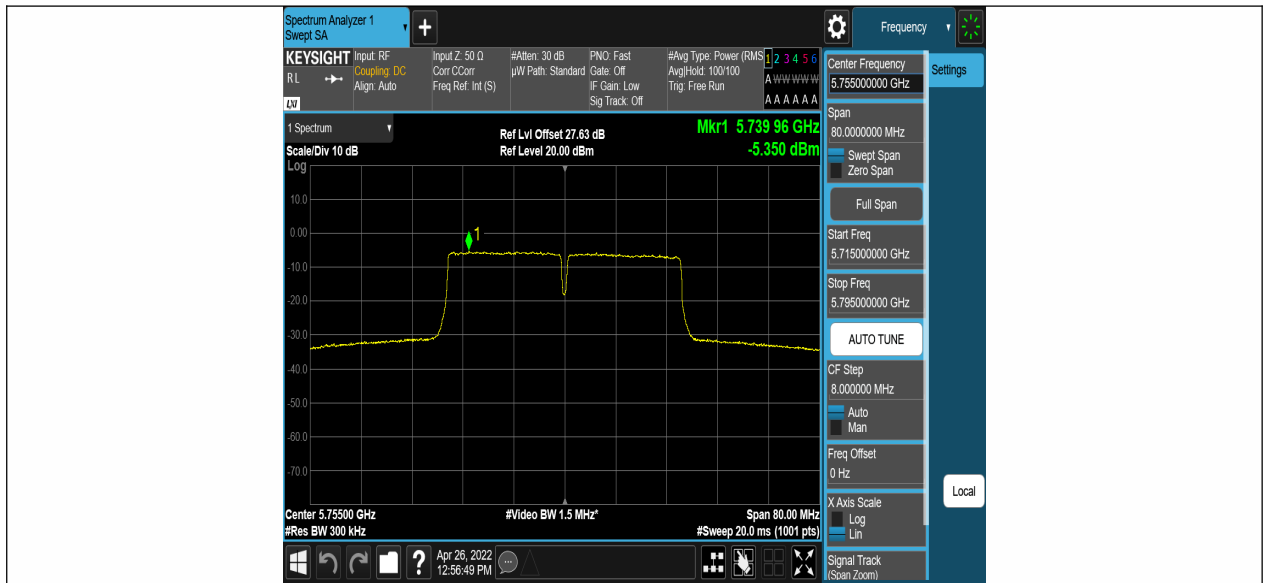 Spectrum Analyzer 1
Swept SA
+
Frequency
KEYSIGHT
RL
LXI
Input: RF
Coupling: DC
Align: Auto
Input Z: 50 Ω
Corr CCorr
Freq Ref: Int (S)
#Atten: 30 dB
µW Path: Standard
PNO: Fast
Gate: Off
IF Gain: Low
Sig Track: Off
#Avg Type: Power (RMS
Avg|Hold: 100/100
Trig: Free Run
1 2 3 4 5 6
A W W W W W
A A A A A A
1 Spectrum
Scale/Div 10 dB
Ref Lvl Offset 27.63 dB
Ref Level 20.00 dBm
Mkr1 5.739 96 GHz
-5.350 dBm
Log
10.0
0.00
-10.0
-20.0
-30.0
-40.0
-50.0
-60.0
-70.0
1
Center 5.75500 GHz
#Res BW 300 kHz
#Video BW 1.5 MHz*
Span 80.00 MHz
#Sweep 20.0 ms (1001 pts)
Center Frequency
5.755000000 GHz
Settings
Span
80.0000000 MHz
Swept Span
Zero Span
Full Span
Start Freq
5.715000000 GHz
Stop Freq
5.795000000 GHz
AUTO TUNE
CF Step
8.000000 MHz
Auto
Man
Freq Offset
0 Hz
X Axis Scale
Log
Lin
Signal Track
(Span Zoom)
Local
?
Apr 26, 2022
12:56:49 PM